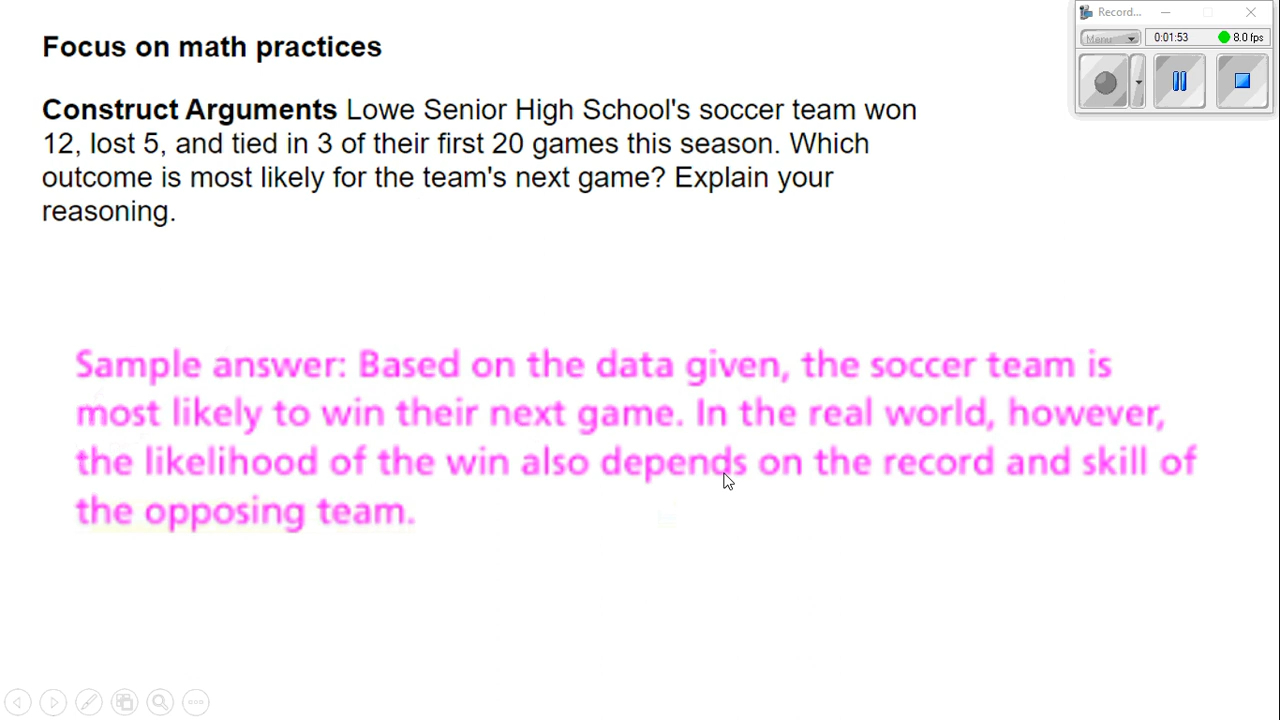 Focus on math practices
Construct Arguments Lowe Senior High School's soccer team won
12, lost 5, and tied in 3 of their first 20 games this season. Which
outcome is most likely for the team's next game? Explain your
reasoning.
Record...
Menu
0:01:53
8.0 fps
Sample answer: Based on the data given, the soccer team is
most likely to win their next game. In the real world, however,
the likelihood of the win also depends on the record and skill of
the opposing team.